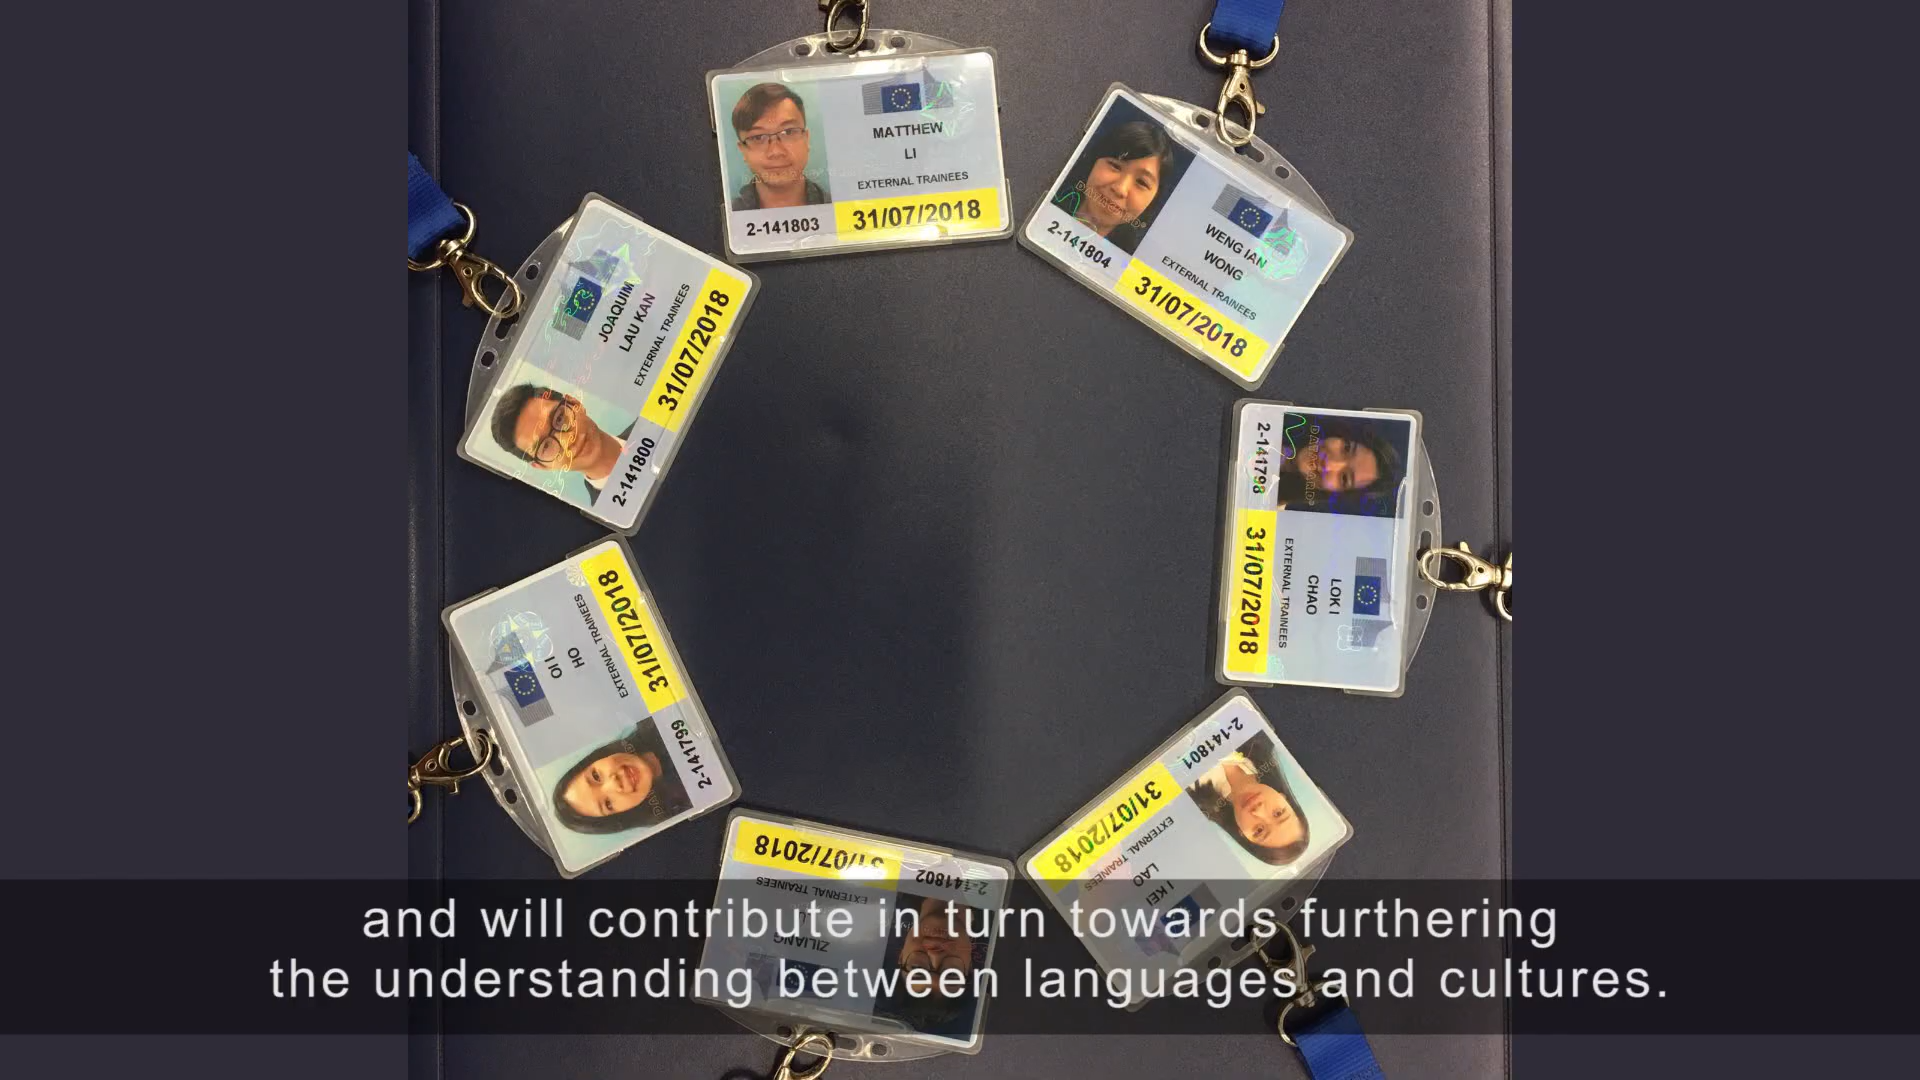 MATTHEW
LI
EXTERNAL TRAINEES
2-141803
31/07/2018
WENG IAN
WONG
EXTERNAL TRAINEES
2-141804
31/07/2018
JOAQUIM
LAU KAN
EXTERNAL TRAINEES
2-141800
31/07/2018
LOK I
CHAO
EXTERNAL TRAINEES
2-141798
31/07/2018
OI I
HO
EXTERNAL TRAINEES
2-141799
31/07/2018
I KEI
LAO
EXTERNAL TRAINEES
2-141801
31/07/2018
ZILIANG
EXTERNAL TRAINEES
2-141802
31/07/2018
and will contribute in turn towards furthering
the understanding between languages and cultures.